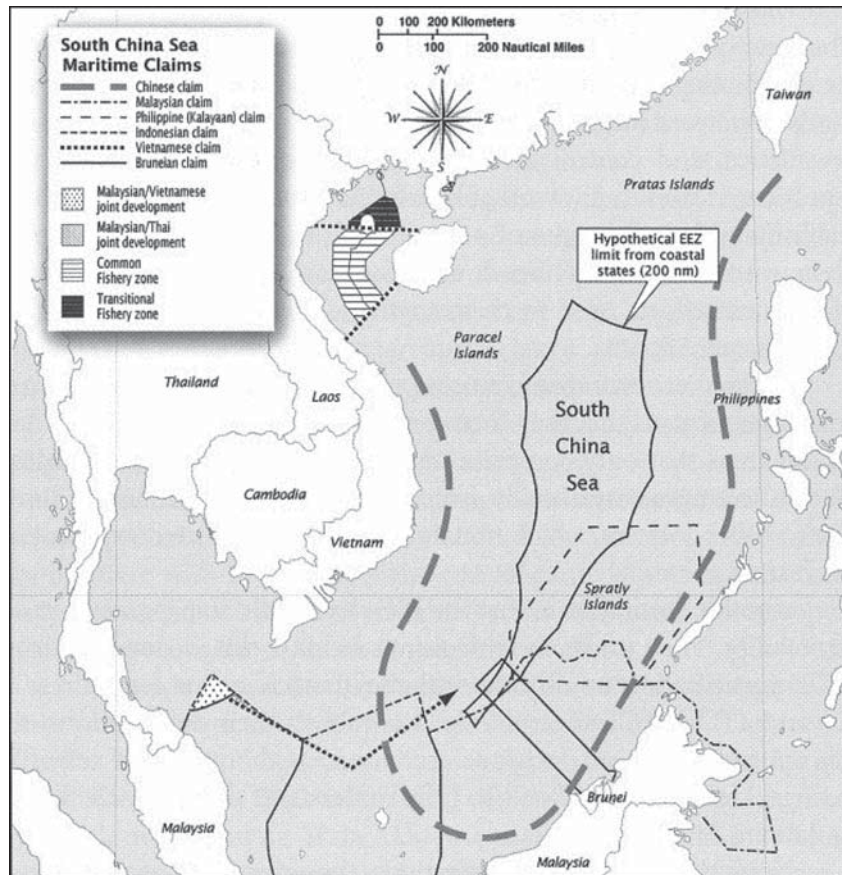 South China Sea
Maritime Claims
Chinese claim
Malaysian claim
Philippine (Kalayaan) claim
Indonesian claim
Vietnamese claim
Bruneian claim
Malaysian/Vietnamese
joint development
Malaysian/Thai
joint development
Common
Fishery zone
Transitional
Fishery zone
0 100 200 Kilometers
0 100 200 Nautical Miles
N
W E
S
Taiwan
Pratas Islands
Hypothetical EEZ
limit from coastal
states (200 nm)
Paracel
Islands
Thailand
Laos
Philippines
South
China
Sea
Cambodia
Vietnam
Spratly
Islands
Brunei
Malaysia
Malaysia